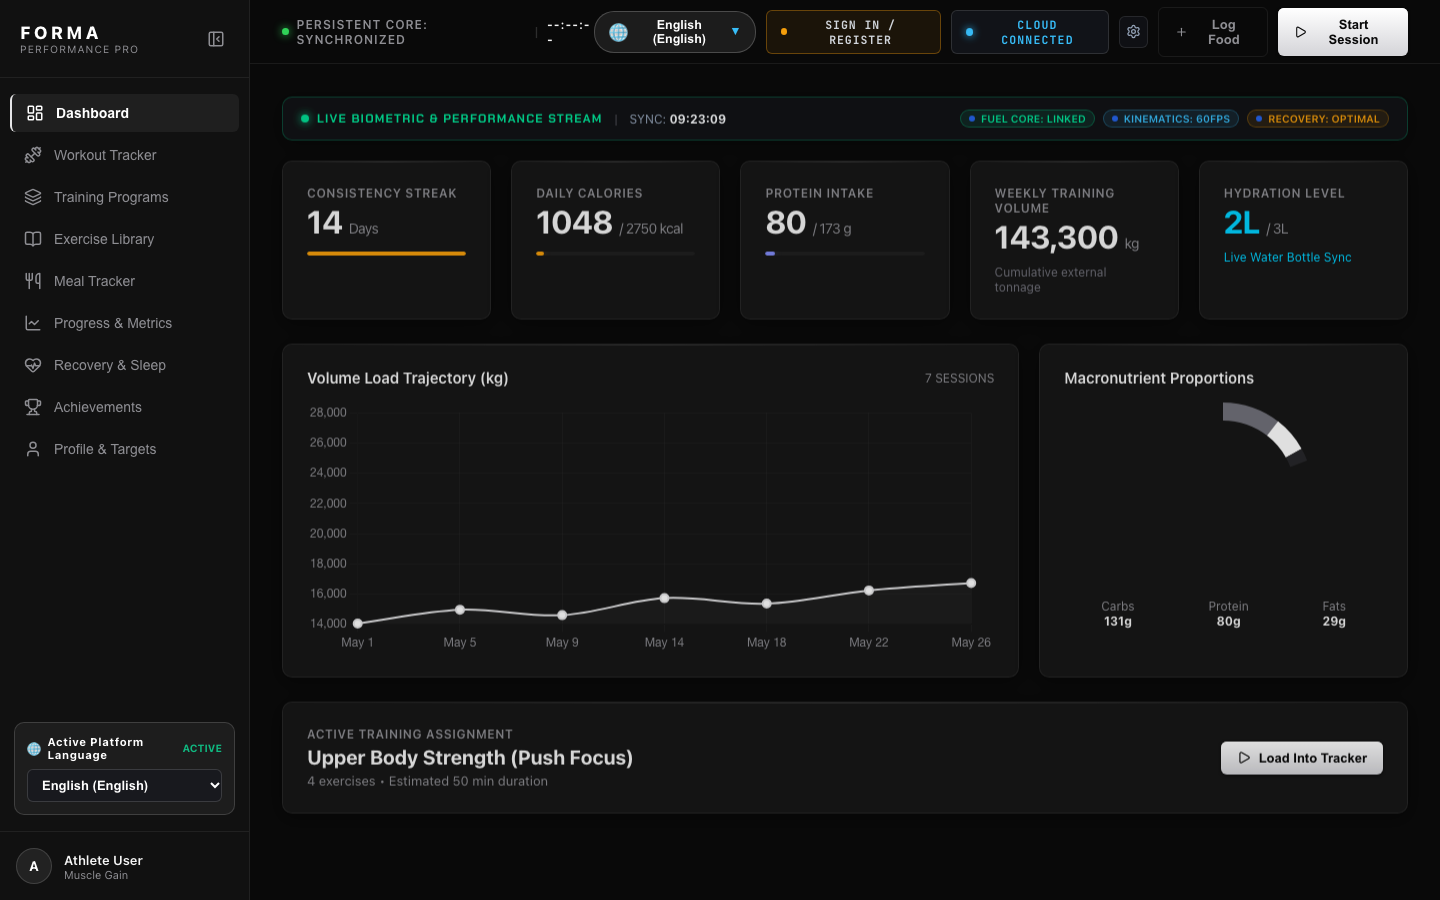 FORMA
PERFORMANCE PRO
Dashboard
Workout Tracker
Training Programs
Exercise Library
Meal Tracker
Progress & Metrics
Recovery & Sleep
Achievements
Profile & Targets
Active Platform
Language
ACTIVE
English (English)
A
Athlete User
Muscle Gain
PERSISTENT CORE:
SYNCHRONIZED
|
--:--:-
-
English
(English)
▼
SIGN IN /
REGISTER
CLOUD
CONNECTED
+ Log
Food
Start
Session
LIVE BIOMETRIC & PERFORMANCE STREAM | SYNC: 09:23:09
FUEL CORE: LINKED
KINEMATICS: 60FPS
RECOVERY: OPTIMAL
CONSISTENCY STREAK
14 Days
DAILY CALORIES
1048 / 2750 kcal
PROTEIN INTAKE
80 / 173 g
WEEKLY TRAINING
VOLUME
143,300 kg
Cumulative external
tonnage
HYDRATION LEVEL
2L / 3L
Live Water Bottle Sync
Volume Load Trajectory (kg)
7 SESSIONS
28,000
26,000
24,000
22,000
20,000
18,000
16,000
14,000
May 1 May 5 May 9 May 14 May 18 May 22 May 26
Macronutrient Proportions
Carbs
131g
Protein
80g
Fats
29g
ACTIVE TRAINING ASSIGNMENT
Upper Body Strength (Push Focus)
4 exercises • Estimated 50 min duration
Load Into Tracker